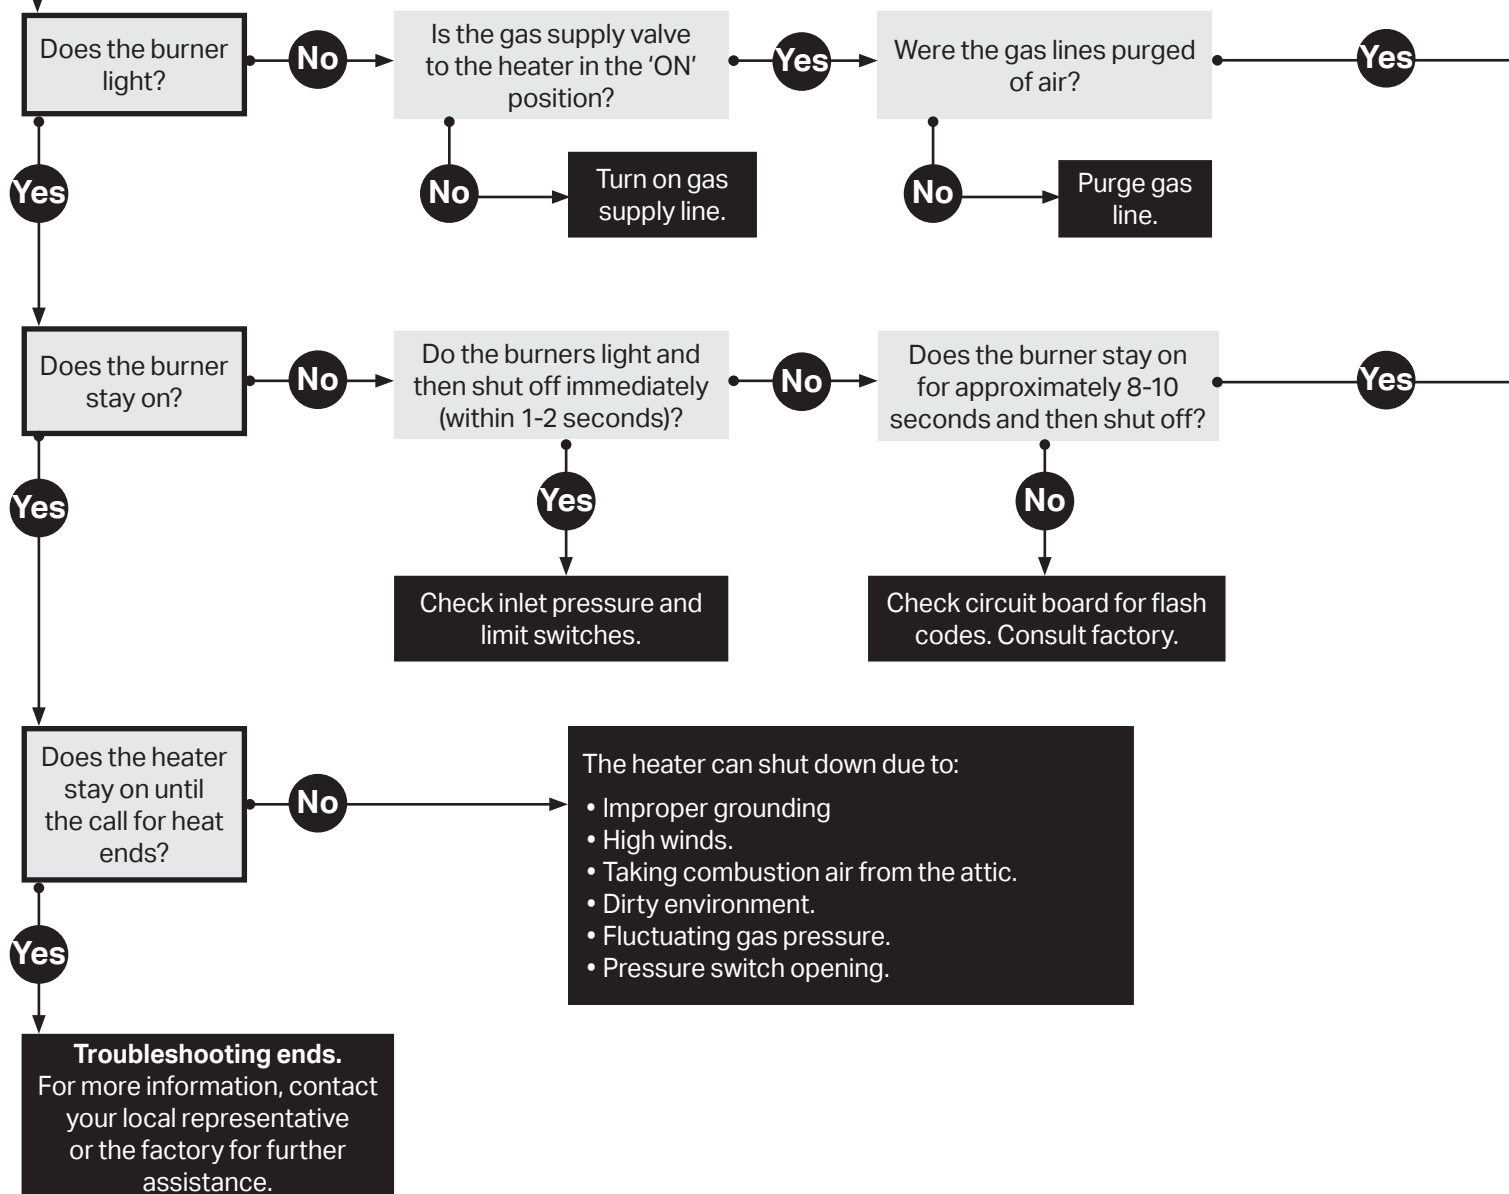 Does the burner
light?
No
Is the gas supply valve
to the heater in the ‘ON’
position?
Yes
Were the gas lines purged
of air?
Yes
Yes
No
Turn on gas
supply line.
No
Purge gas
line.
Does the burner
stay on?
No
Do the burners light and
then shut off immediately
(within 1-2 seconds)?
No
Does the burner stay on
for approximately 8-10
seconds and then shut off?
Yes
Yes
Yes
No
Check inlet pressure and
limit switches.
Check circuit board for flash
codes. Consult factory.
Does the heater
stay on until
the call for heat
ends?
No
The heater can shut down due to:
• Improper grounding
• High winds.
• Taking combustion air from the attic.
• Dirty environment.
• Fluctuating gas pressure.
• Pressure switch opening.
Yes
Troubleshooting ends.
For more information, contact
your local representative
or the factory for further
assistance.